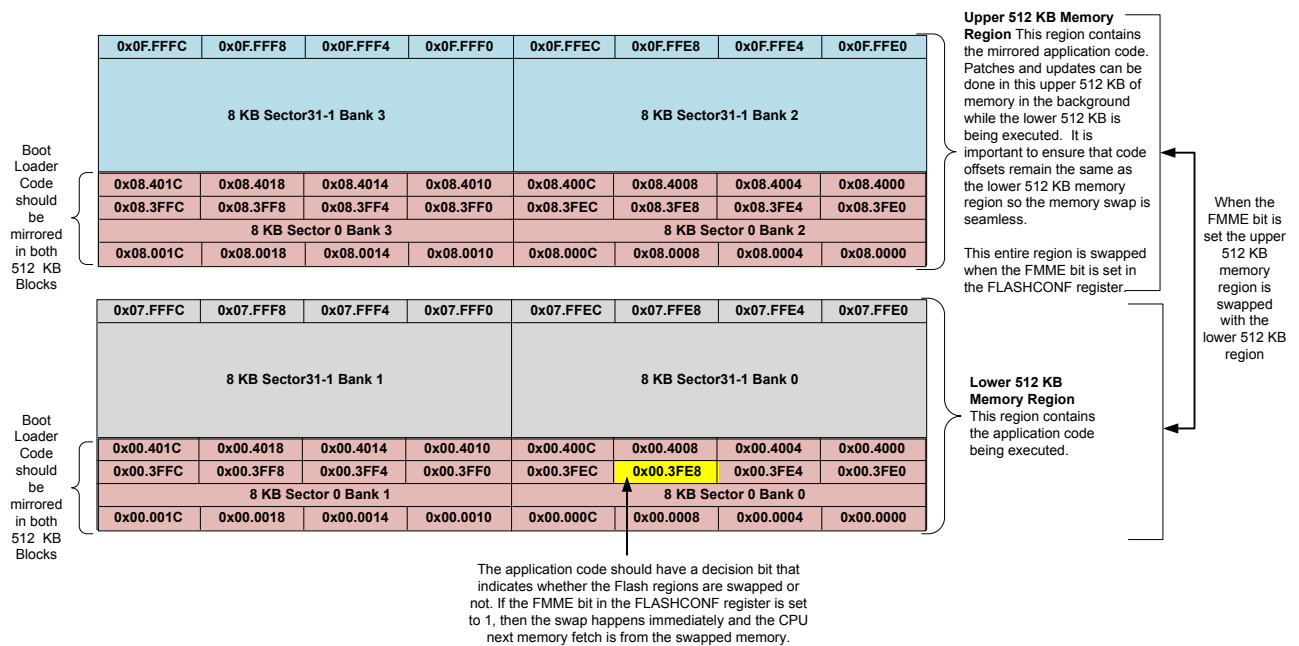 0x0F.FFFC 0x0F.FFF8 0x0F.FFF4 0x0F.FFF0 0x0F.FFEC 0x0F.FFE8 0x0F.FFE4 0x0F.FFE0
8 KB Sector31-1 Bank 3 8 KB Sector31-1 Bank 2
0x08.401C 0x08.4018 0x08.4014 0x08.4010 0x08.400C 0x08.4008 0x08.4004 0x08.4000
0x08.3FFC 0x08.3FF8 0x08.3FF4 0x08.3FF0 0x08.3FEC 0x08.3FE8 0x08.3FE4 0x08.3FE0
8 KB Sector 0 Bank 3 8 KB Sector 0 Bank 2
0x08.001C 0x08.0018 0x08.0014 0x08.0010 0x08.000C 0x08.0008 0x08.0004 0x08.0000
Boot
Loader
Code
should
be
mirrored
in both
512 KB
Blocks
Upper 512 KB Memory
Region This region contains
the mirrored application code.
Patches and updates can be
done in this upper 512 KB of
memory in the background
while the lower 512 KB is
being executed. It is
important to ensure that code
offsets remain the same as
the lower 512 KB memory
region so the memory swap is
seamless.
This entire region is swapped
when the FMME bit is set in
the FLASHCONF register.
When the
FMME bit is
set the upper
512 KB
memory
region is
swapped
with the
lower 512 KB
region
0x07.FFFC 0x07.FFF8 0x07.FFF4 0x07.FFF0 0x07.FFEC 0x07.FFE8 0x07.FFE4 0x07.FFE0
8 KB Sector31-1 Bank 1 8 KB Sector31-1 Bank 0
0x00.401C 0x00.4018 0x00.4014 0x00.4010 0x00.400C 0x00.4008 0x00.4004 0x00.4000
0x00.3FFC 0x00.3FF8 0x00.3FF4 0x00.3FF0 0x00.3FEC 0x00.3FE8 0x00.3FE4 0x00.3FE0
8 KB Sector 0 Bank 1 8 KB Sector 0 Bank 0
0x00.001C 0x00.0018 0x00.0014 0x00.0010 0x00.000C 0x00.0008 0x00.0004 0x00.0000
Boot
Loader
Code
should
be
mirrored
in both
512 KB
Blocks
Lower 512 KB
Memory Region
This region contains
the application code
being executed.
The application code should have a decision bit that
indicates whether the Flash regions are swapped or
not. If the FMME bit in the FLASHCONF register is set
to 1, then the swap happens immediately and the CPU
next memory fetch is from the swapped memory.